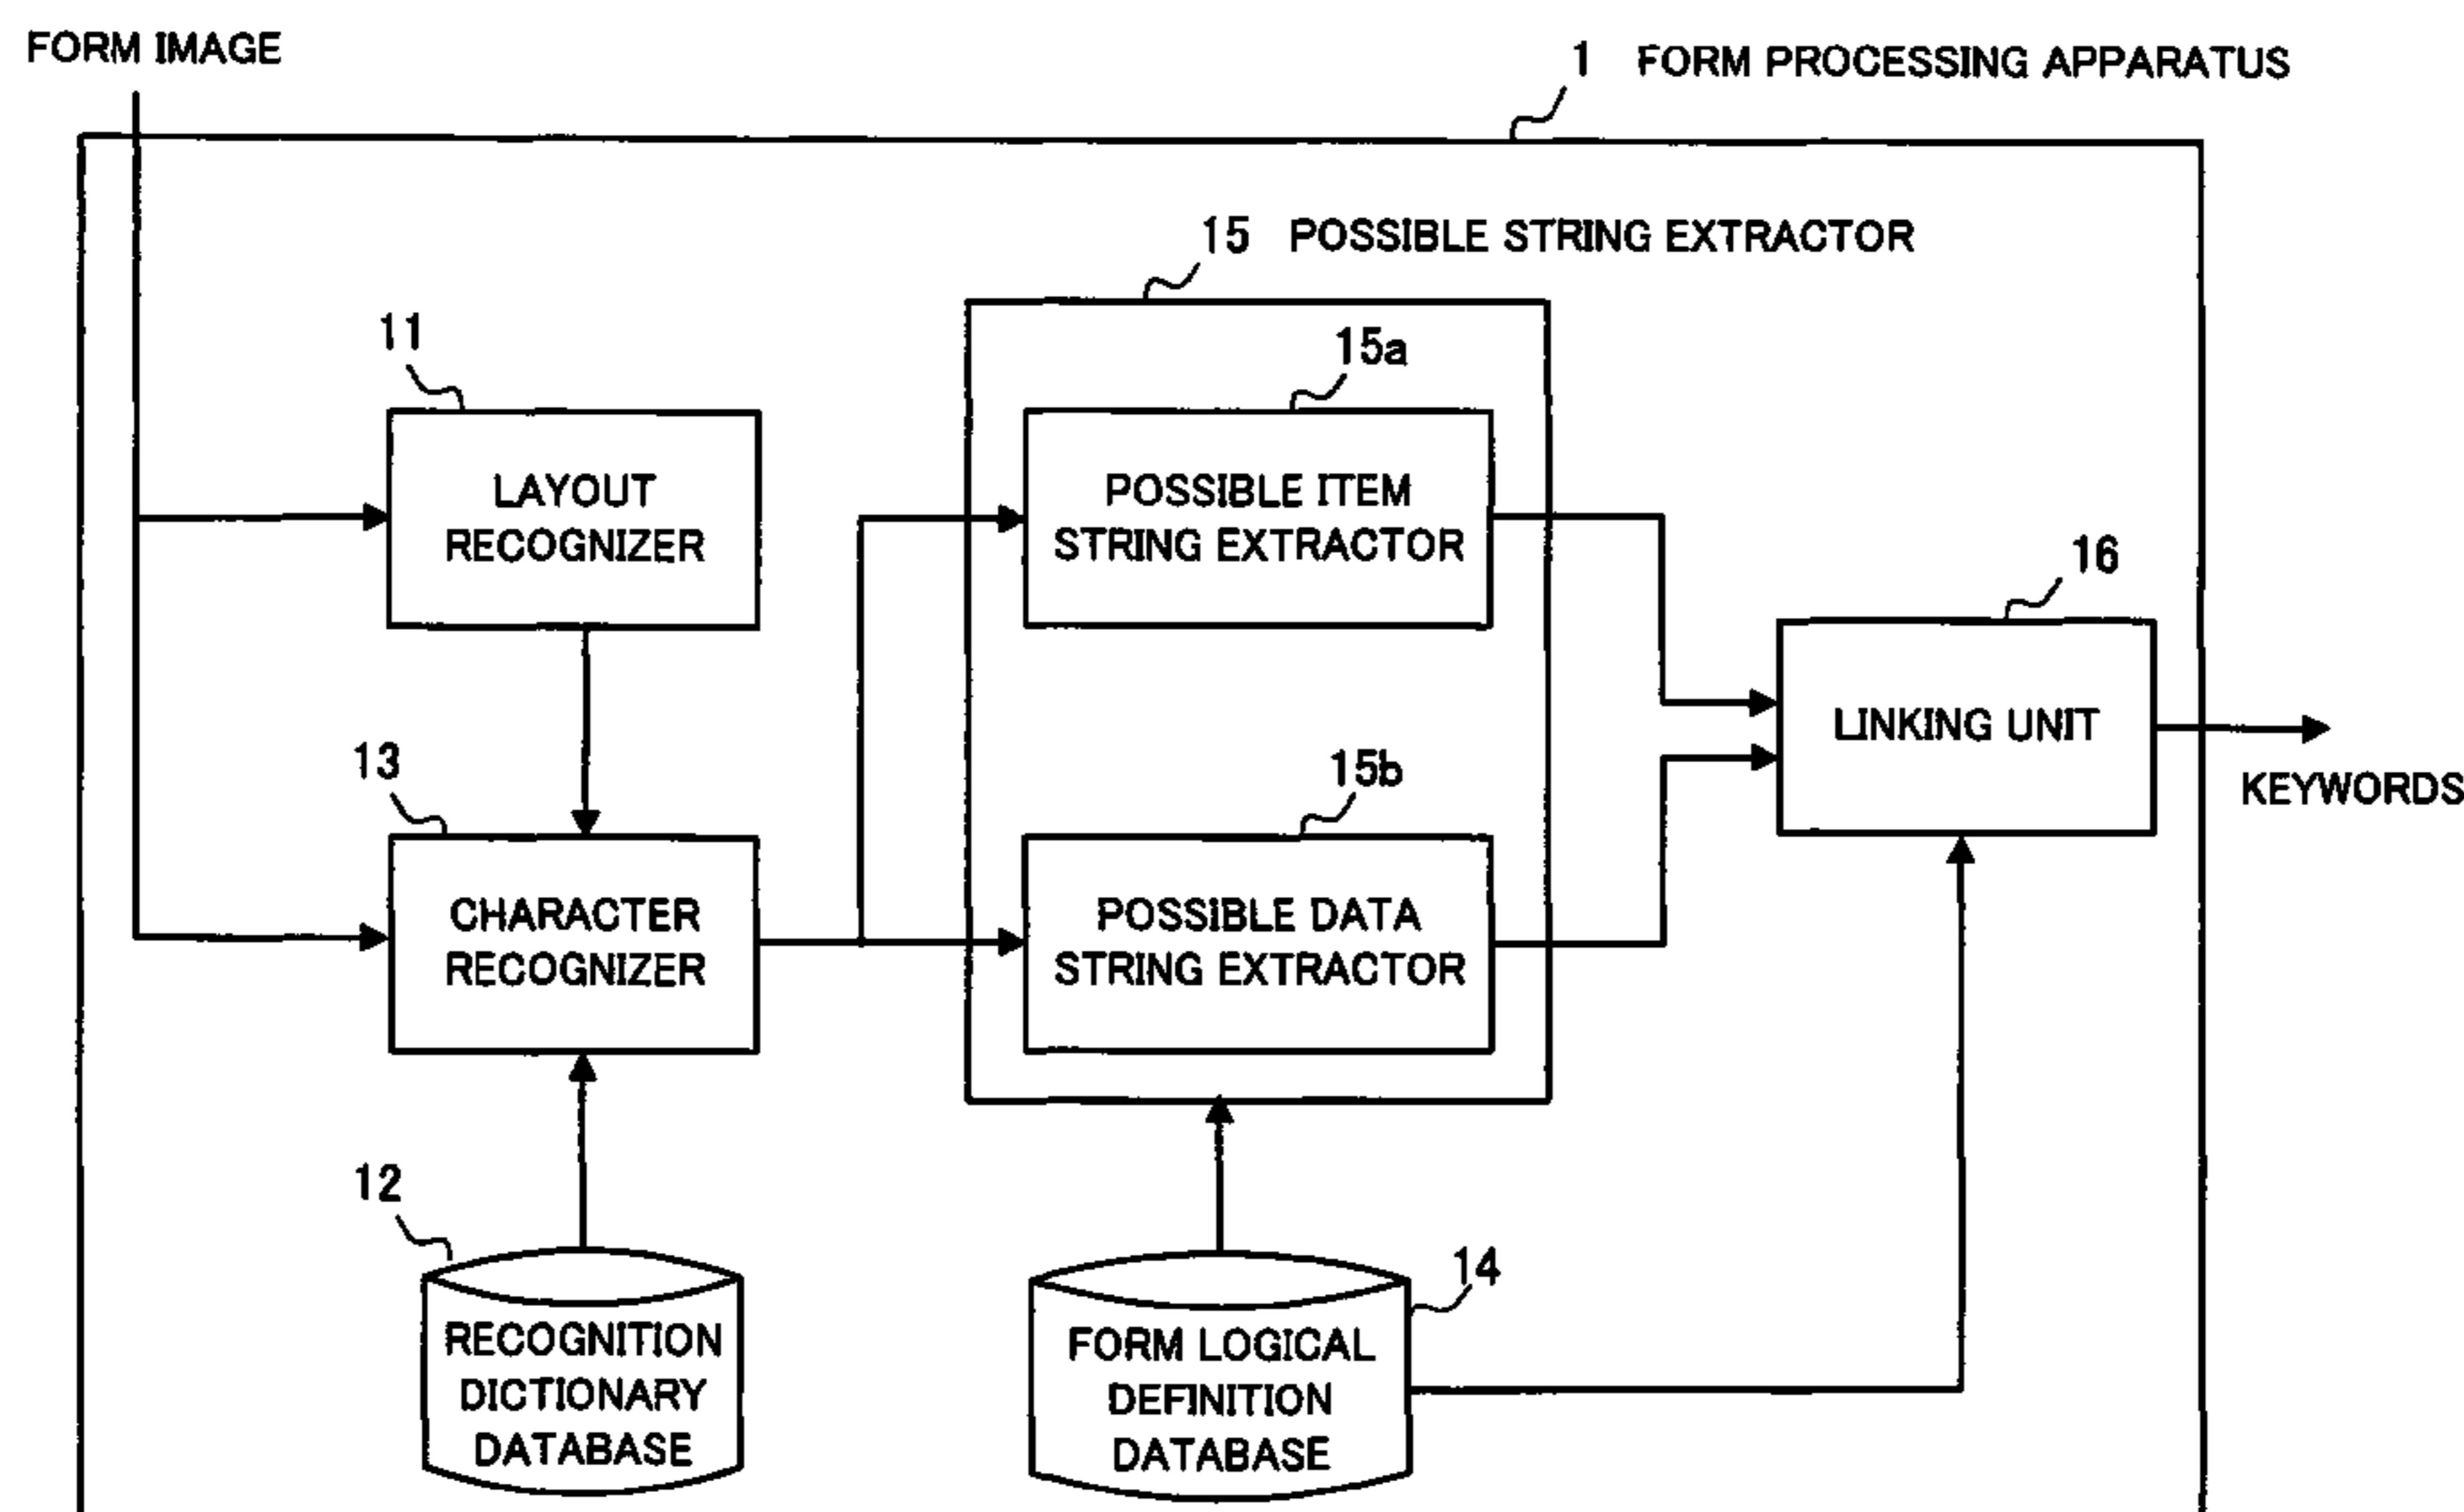 FORM IMAGE
1 FORM PROCESSING APPARATUS
15 POSSIBLE STRING EXTRACTOR
11
15a
LAYOUT
RECOGNIZER
POSSIBLE ITEM
STRING EXTRACTOR
16
LINKING UNIT
KEYWORDS
13
15b
CHARACTER
RECOGNIZER
POSSIBLE DATA
STRING EXTRACTOR
12
14
RECOGNITION
DICTIONARY
DATABASE
FORM LOGICAL
DEFINITION
DATABASE